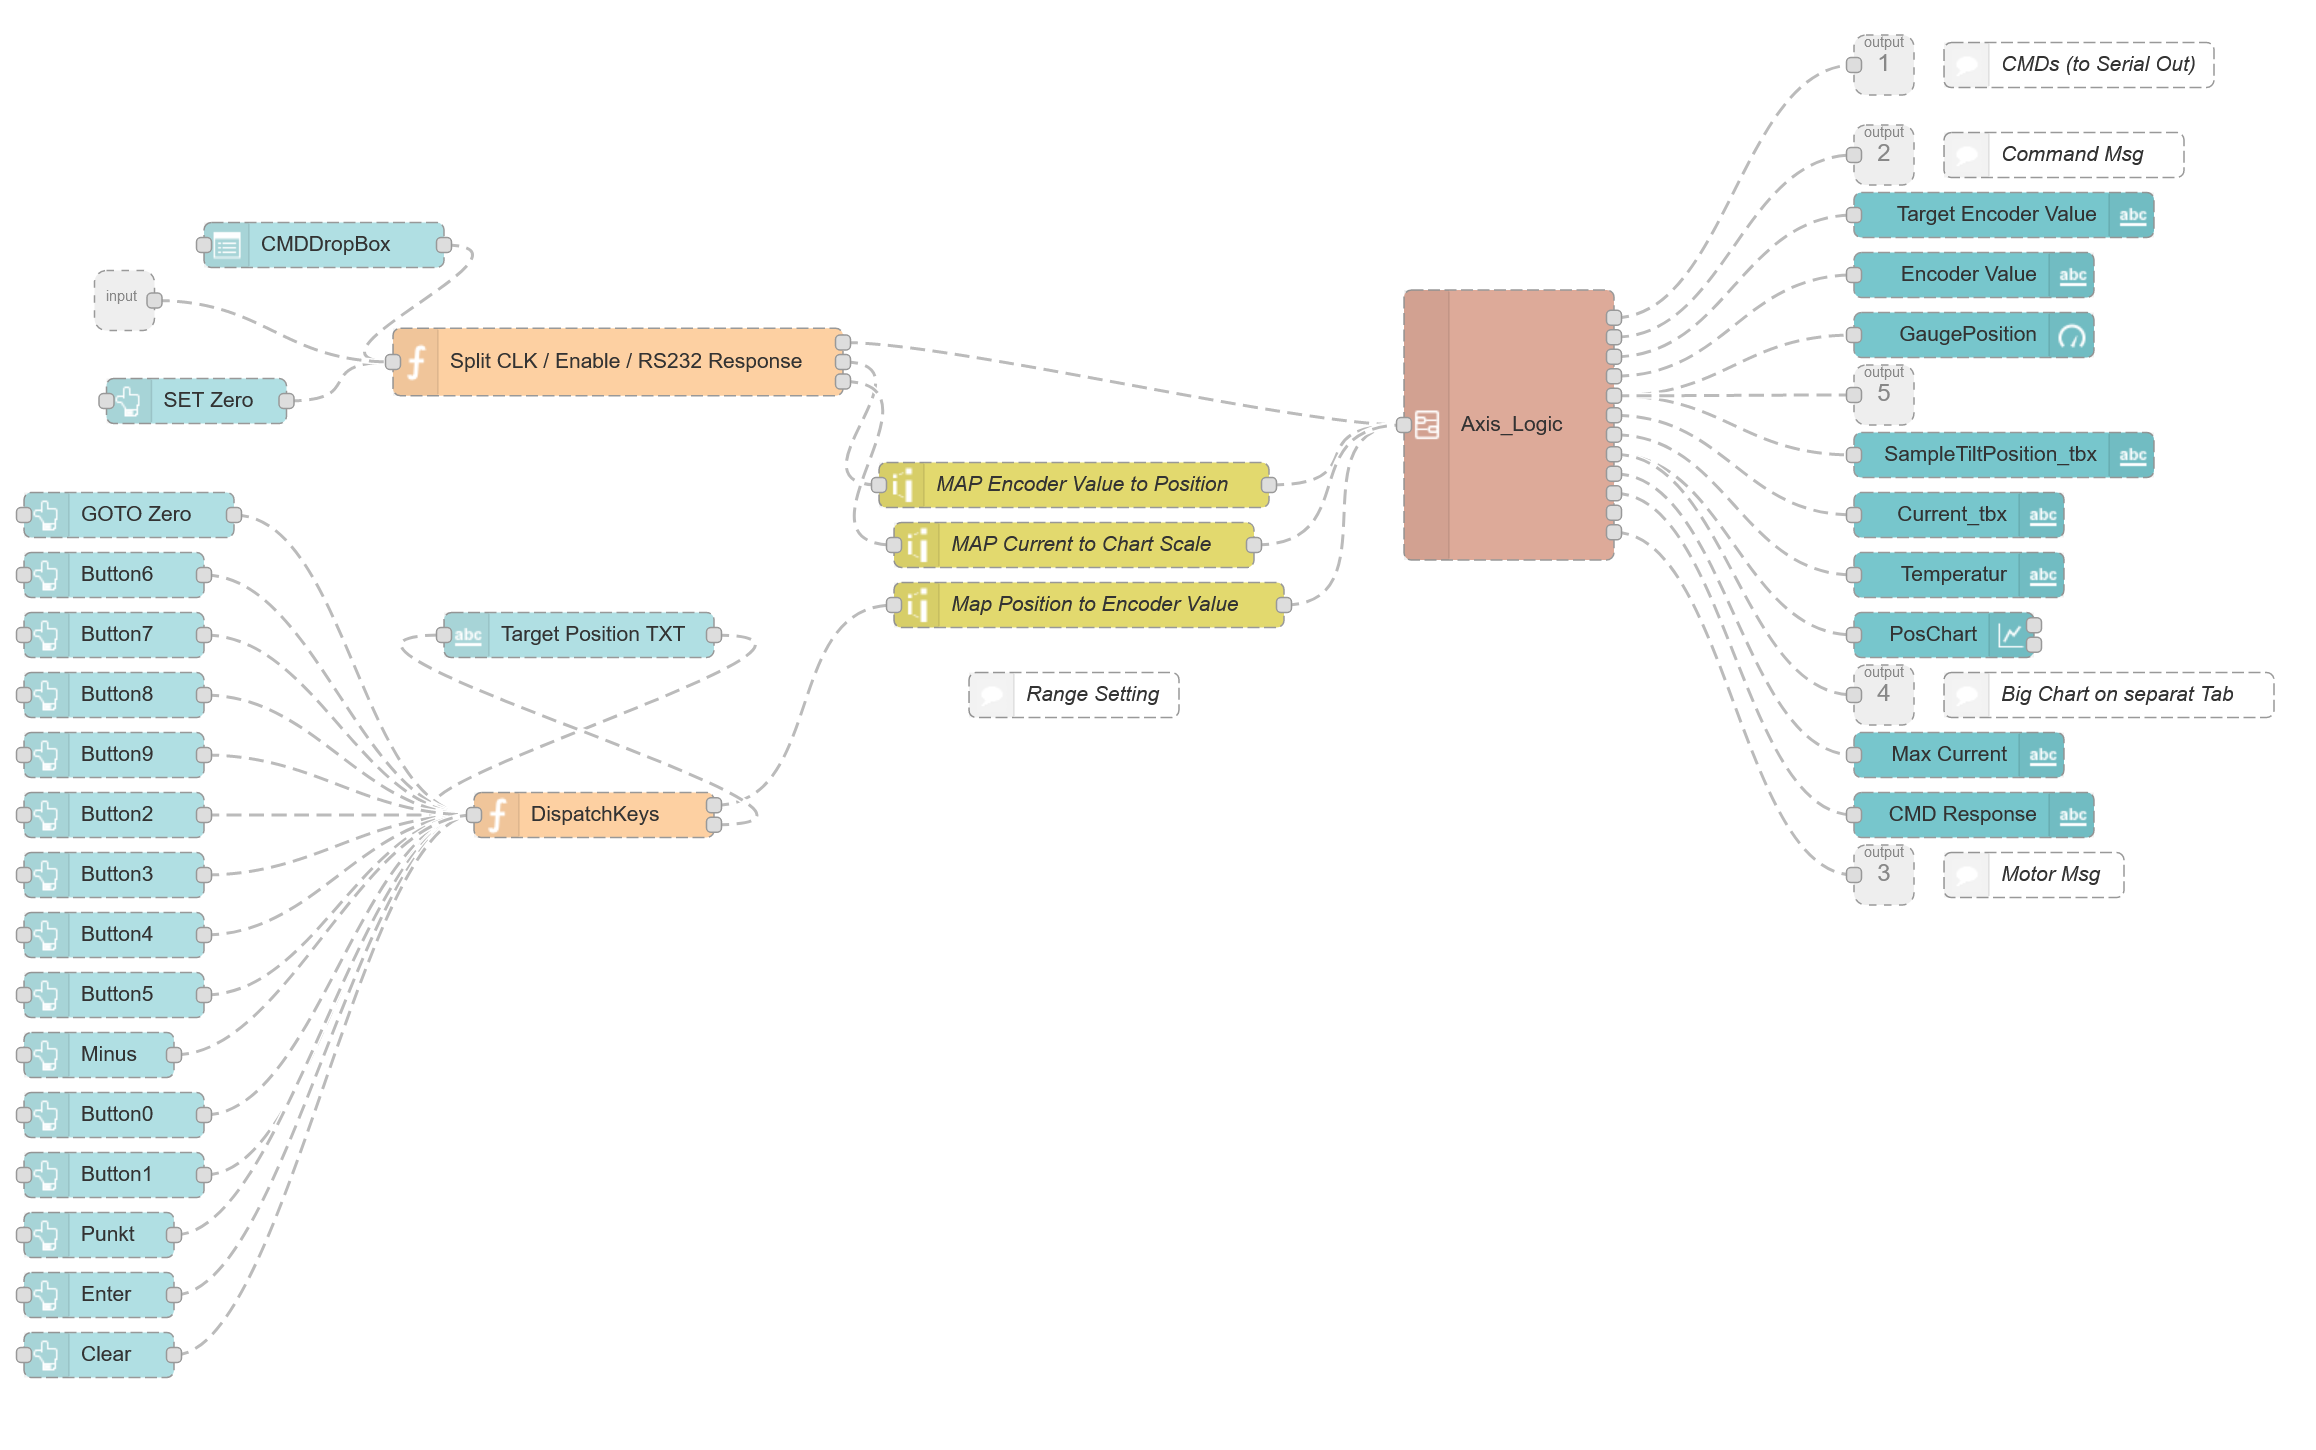 CMDDropBox
input
Split CLK / Enable / RS232 Response
SET Zero
GOTO Zero
Button6
Button7
Button8
Button9
Button2
Button3
Button4
Button5
Minus
Button0
Button1
Punkt
Enter
Clear
abc Target Position TXT
DispatchKeys
MAP Encoder Value to Position
MAP Current to Chart Scale
Map Position to Encoder Value
Range Setting
Axis_Logic
output
1
CMDs (to Serial Out)
output
2
Command Msg
Target Encoder Value abc
Encoder Value abc
GaugePosition
output
5
SampleTiltPosition_tbx abc
Current_tbx abc
Temperatur abc
PosChart
output
4
Big Chart on separat Tab
Max Current abc
CMD Response abc
output
3
Motor Msg